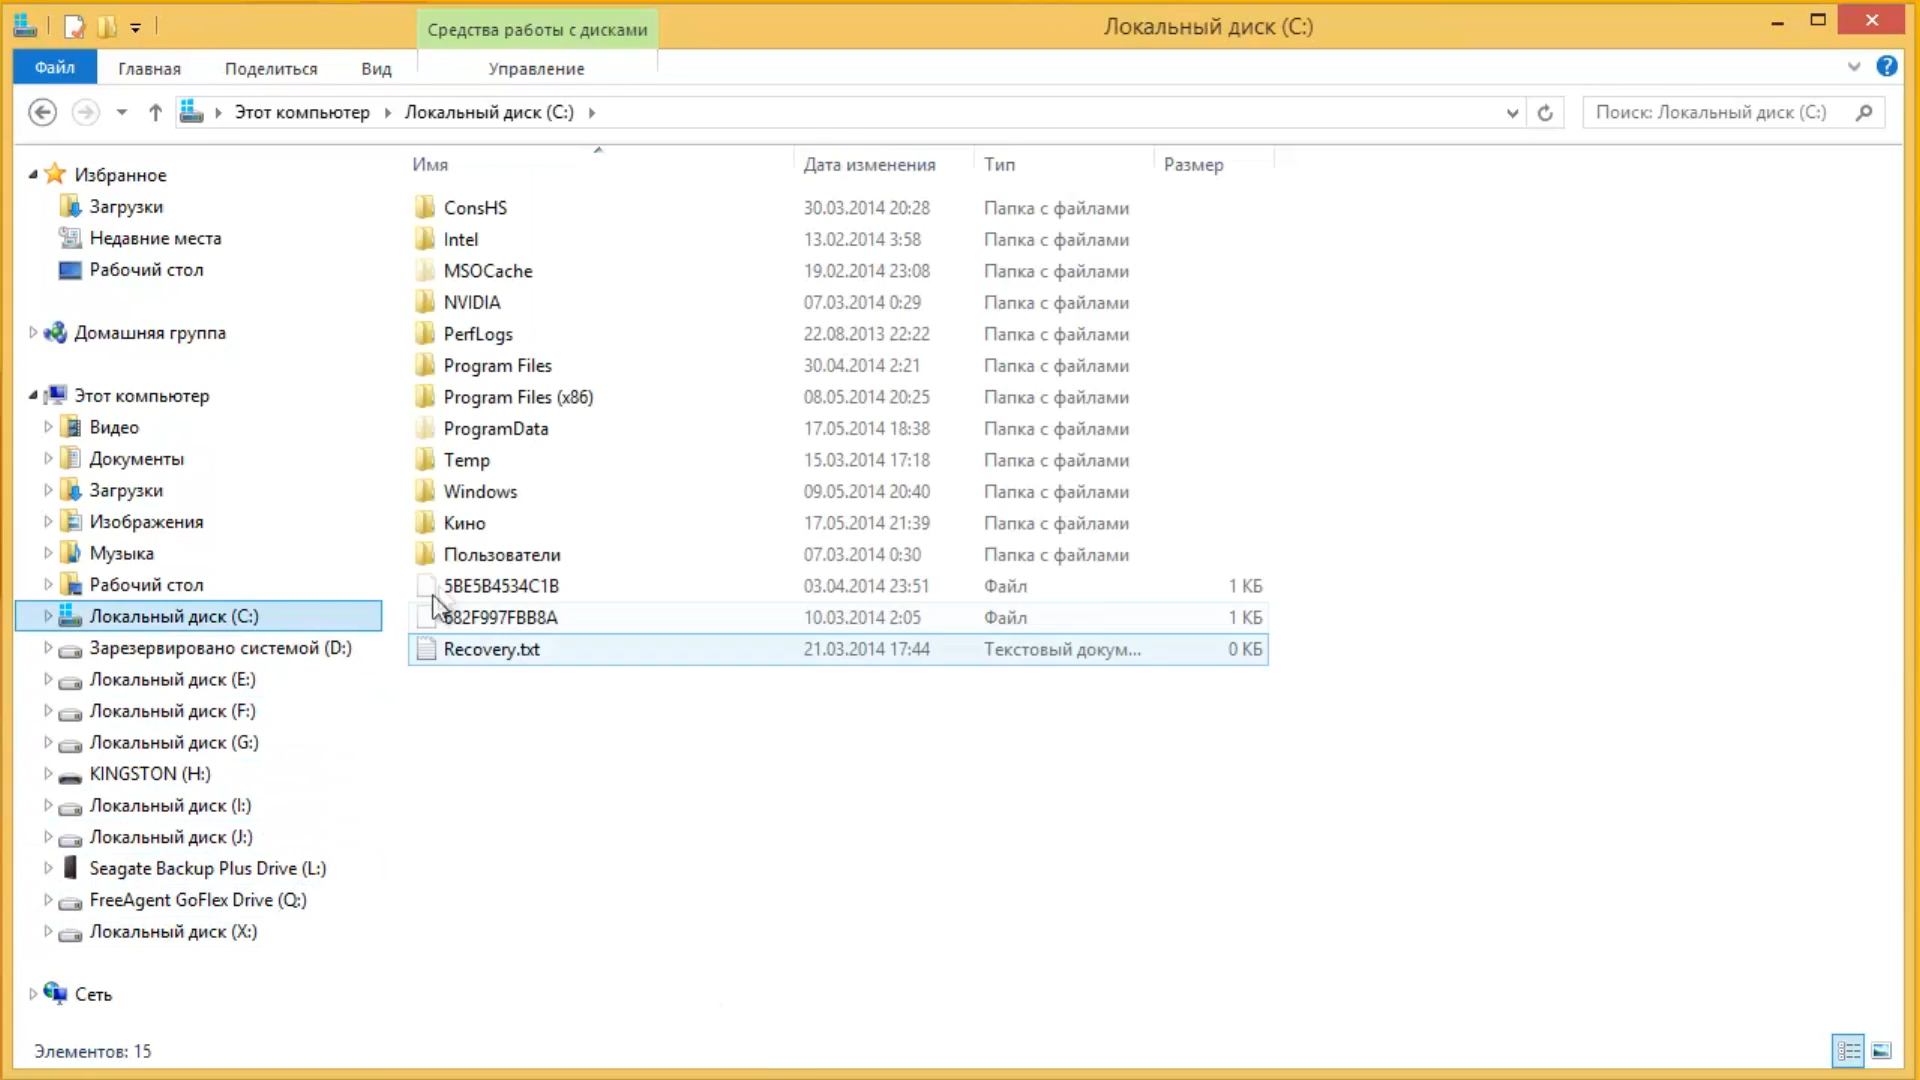 Средства работы с дисками
Локальный диск (C:)
Файл Главная Поделиться Вид Управление
Этот компьютер Локальный диск (C:) Поиск: Локальный диск (C:)
Имя Дата изменения Тип Размер
Избранное
Загрузки
Недавние места
Рабочий стол
Домашняя группа
Этот компьютер
Видео
Документы
Загрузки
Изображения
Музыка
Рабочий стол
Локальный диск (C:)
Зарезервировано системой (D:)
Локальный диск (E:)
Локальный диск (F:)
Локальный диск (G:)
KINGSTON (H:)
Локальный диск (I:)
Локальный диск (J:)
Seagate Backup Plus Drive (L:)
FreeAgent GoFlex Drive (Q:)
Локальный диск (X:)
Сеть
ConsHS 30.03.2014 20:28 Папка с файлами
Intel 13.02.2014 3:58 Папка с файлами
MSOCache 19.02.2014 23:08 Папка с файлами
NVIDIA 07.03.2014 0:29 Папка с файлами
PerfLogs 22.08.2013 22:22 Папка с файлами
Program Files 30.04.2014 2:21 Папка с файлами
Program Files (x86) 08.05.2014 20:25 Папка с файлами
ProgramData 17.05.2014 18:38 Папка с файлами
Temp 15.03.2014 17:18 Папка с файлами
Windows 09.05.2014 20:40 Папка с файлами
Кино 17.05.2014 21:39 Папка с файлами
Пользователи 07.03.2014 0:30 Папка с файлами
5BE5B4534C1B 03.04.2014 23:51 Файл 1 КБ
682F997FBB8A 10.03.2014 2:05 Файл 1 КБ
Recovery.txt 21.03.2014 17:44 Текстовый докум... 0 КБ
Элементов: 15